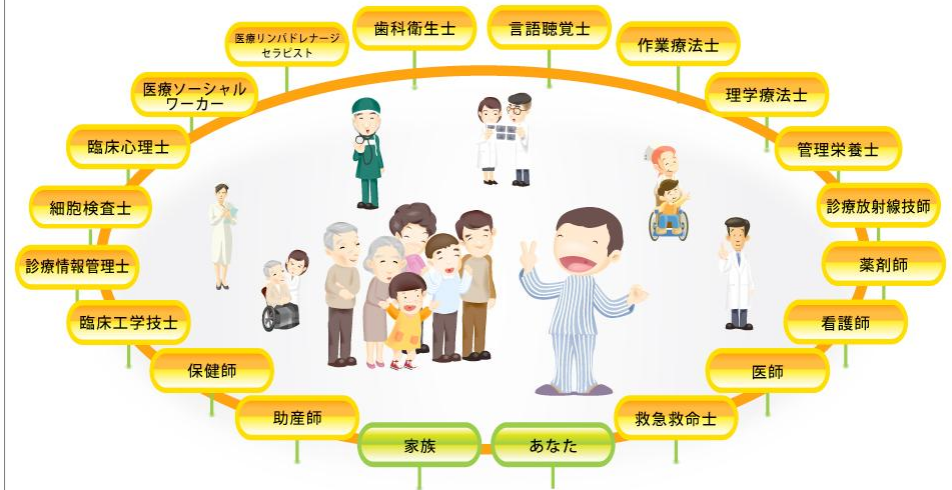 歯科衛生士
言語聴覚士
医療リンパドレナージ
セラピスト
作業療法士
医療ソーシャル
ワーカー
理学療法士
臨床心理士
管理栄養士
細胞検査士
診療放射線技師
診療情報管理士
薬剤師
臨床工学技士
看護師
保健師
医師
助産師
救急救命士
家族
あなた